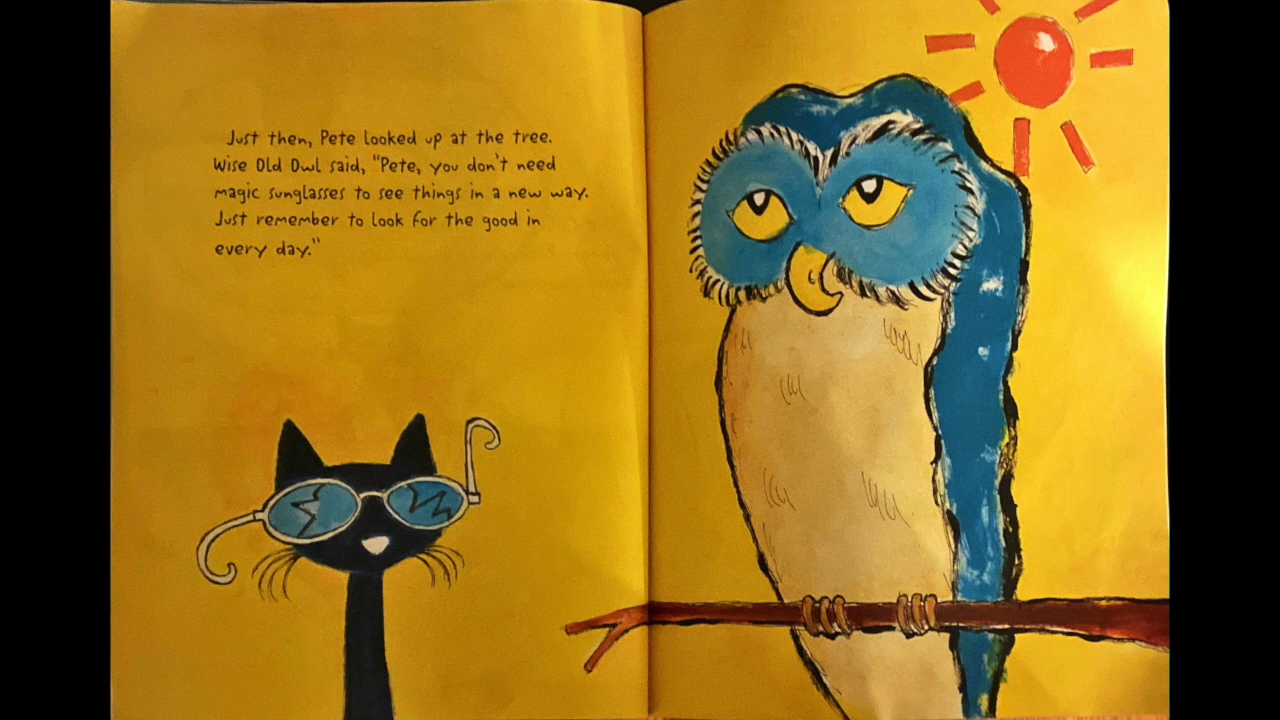 Just then, Pete looked up at the tree.
Wise Old Owl said, "Pete, you don't need
magic sunglasses to see things in a new way.
Just remember to look for the good in
every day."